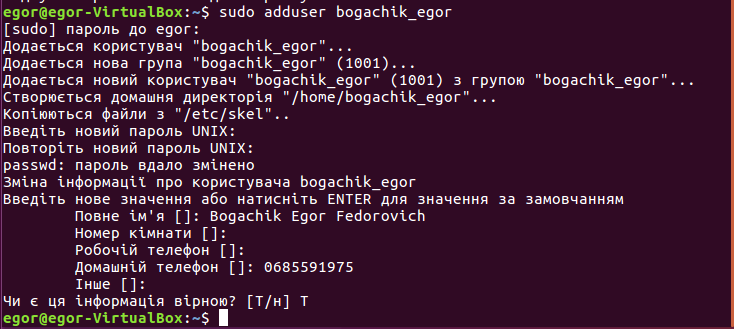 egor@egor-VirtualBox:~$ sudo adduser bogachik_egor
[sudo] пароль до egor:
Додається користувач "bogachik_egor"...
Додається нова група "bogachik_egor" (1001)...
Додається новий користувач "bogachik_egor" (1001) з групою "bogachik_egor"...
Створюється домашня директорія "/home/bogachik_egor"...
Копіюються файли з "/etc/skel"..
Введіть новий пароль UNIX:
Повторіть новий пароль UNIX:
passwd: пароль вдало змінено
Зміна інформації про користувача bogachik_egor
Введіть нове значення або натисніть ENTER для значення за замовчанням
Повне ім'я []: Bogachik Egor Fedorovich
Номер кімнати []:
Робочій телефон []:
Домашній телефон []: 0685591975
Інше []:
Чи є ця інформація вірною? [Т/н] Т
egor@egor-VirtualBox:~$